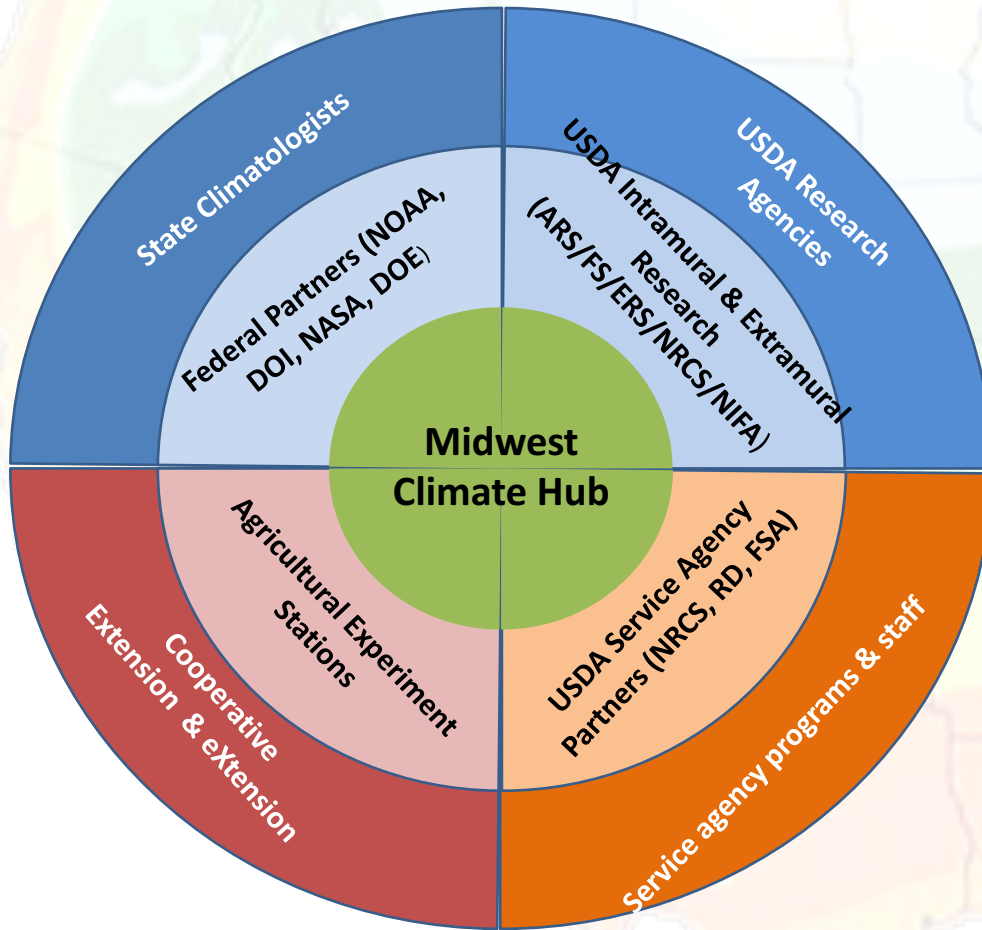 State Climatologists
Federal Partners (NOAA,
DOI, NASA, DOE)
USDA Research
Agencies
USDA Intramural & Extramural
Research
(ARS/FS/ERS/NRCS/NIFA)
Midwest
Climate Hub
Agricultural Experiment
Stations
Cooperative
Extension & eXtension
USDA Service Agency
Partners (NRCS, RD, FSA)
Service agency programs & staff